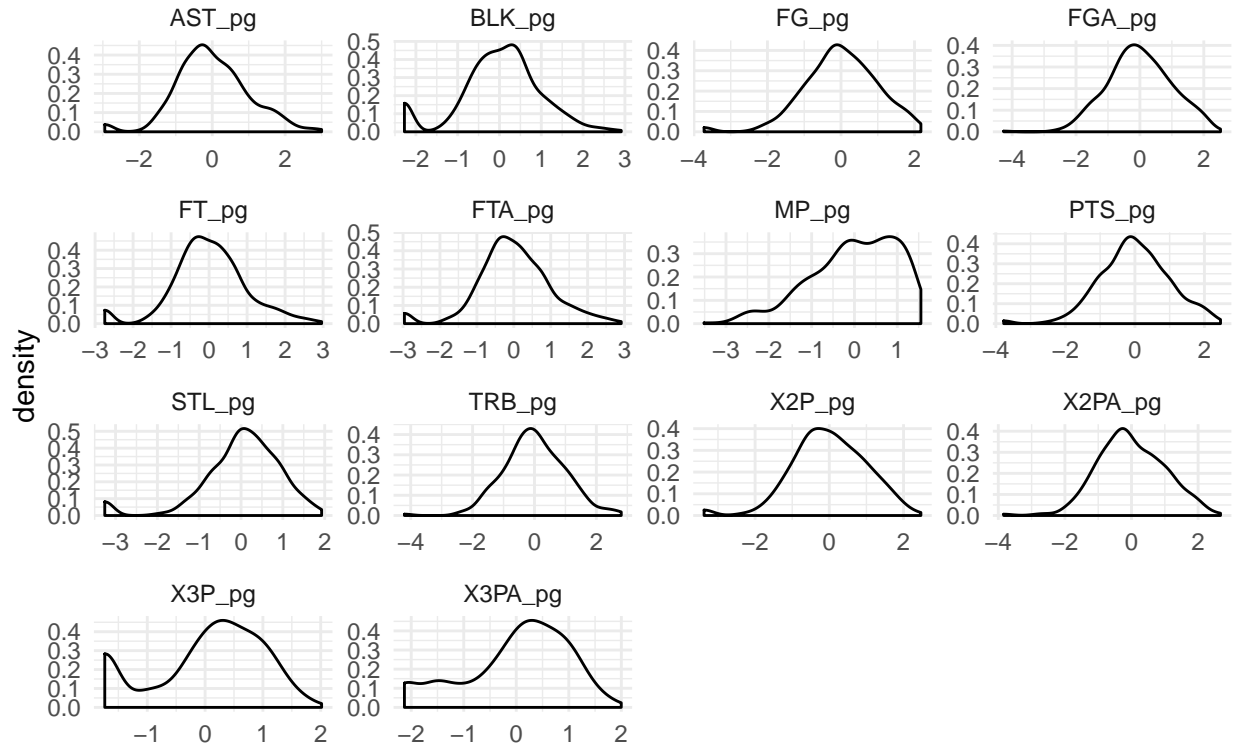 AST_pg BLK_pg FG_pg FGA_pg
0.4 0.3 0.2 0.1 0.0
0.5 0.4 0.3 0.2 0.1 0.0
0.4 0.3 0.2 0.1 0.0
0.4 0.3 0.2 0.1 0.0
−2 0 2
−2 −1 0 1 2 3
−4 −2 0 2
−4 −2 0 2
FT_pg FTA_pg MP_pg PTS_pg
0.4 0.3 0.2 0.1 0.0
0.5 0.4 0.3 0.2 0.1 0.0
0.3 0.2 0.1 0.0
0.4 0.3 0.2 0.1 0.0
−3 −2 −1 0 1 2 3
−3 −2 −1 0 1 2 3
−3 −2 −1 0 1
−4 −2 0 2
density
STL_pg TRB_pg X2P_pg X2PA_pg
0.5 0.4 0.3 0.2 0.1 0.0
0.4 0.3 0.2 0.1 0.0
0.4 0.3 0.2 0.1 0.0
0.4 0.3 0.2 0.1 0.0
−3 −2 −1 0 1 2
−4 −2 0 2
−2 0 2
−4 −2 0 2
X3P_pg X3PA_pg
0.4 0.3 0.2 0.1 0.0
0.4 0.3 0.2 0.1 0.0
−1 0 1 2
−2 −1 0 1 2